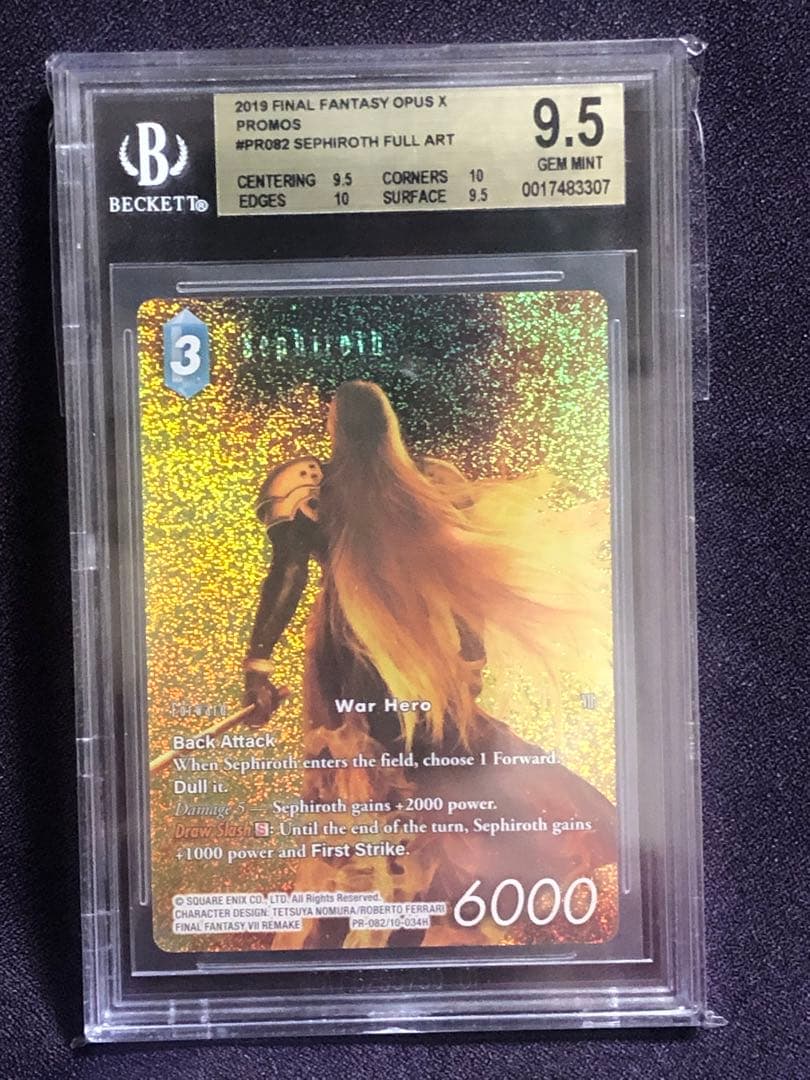 2019 FINAL FANTASY OPUS X
PROMOS
#PR082 SEPHIROTH FULL ART
9.5
GEM MINT
0017483307
CENTERING 9.5 CORNERS 10
EDGES 10 SURFACE 9.5
B
BECKETT®
3
Sephiroth
Forward
War Hero
VII
Back Attack
When Sephiroth enters the field, choose 1 Forward.
Dull it.
Damage 5 — Sephiroth gains +2000 power.
Draw Slash S: Until the end of the turn, Sephiroth gains
+1000 power and First Strike.
© SQUARE ENIX CO., LTD. All Rights Reserved.
CHARACTER DESIGN: TETSUYA NOMURA/ROBERTO FERRARI
FINAL FANTASY VII REMAKE PR-082/10-034H
6000